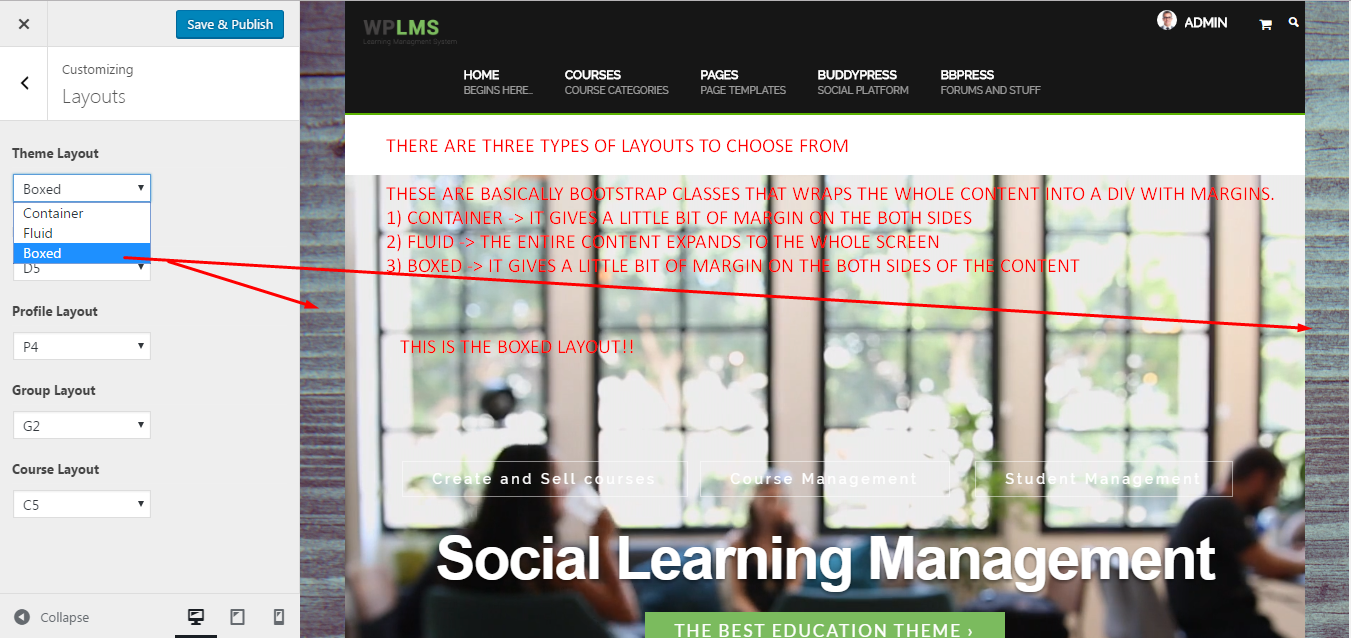 Save & Publish
Customizing
Layouts
Theme Layout
Boxed
Container
Fluid
Boxed
D5
Profile Layout
P4
Group Layout
G2
Course Layout
C5
Collapse
WPLMS
Learning Managment System
ADMIN
HOME
BEGINS HERE..
COURSES
COURSE CATEGORIES
PAGES
PAGE TEMPLATES
BUDDYPRESS
SOCIAL PLATFORM
BBPRESS
FORUMS AND STUFF
THERE ARE THREE TYPES OF LAYOUTS TO CHOOSE FROM
THESE ARE BASICALLY BOOTSTRAP CLASSES THAT WRAPS THE WHOLE CONTENT INTO A DIV WITH MARGINS.
1) CONTAINER -> IT GIVES A LITTLE BIT OF MARGIN ON THE BOTH SIDES
2) FLUID -> THE ENTIRE CONTENT EXPANDS TO THE WHOLE SCREEN
3) BOXED -> IT GIVES A LITTLE BIT OF MARGIN ON THE BOTH SIDES OF THE CONTENT
THIS IS THE BOXED LAYOUT!!
Create and Sell courses
Course Management
Student Management
Social Learning Management
THE BEST EDUCATION THEME ›